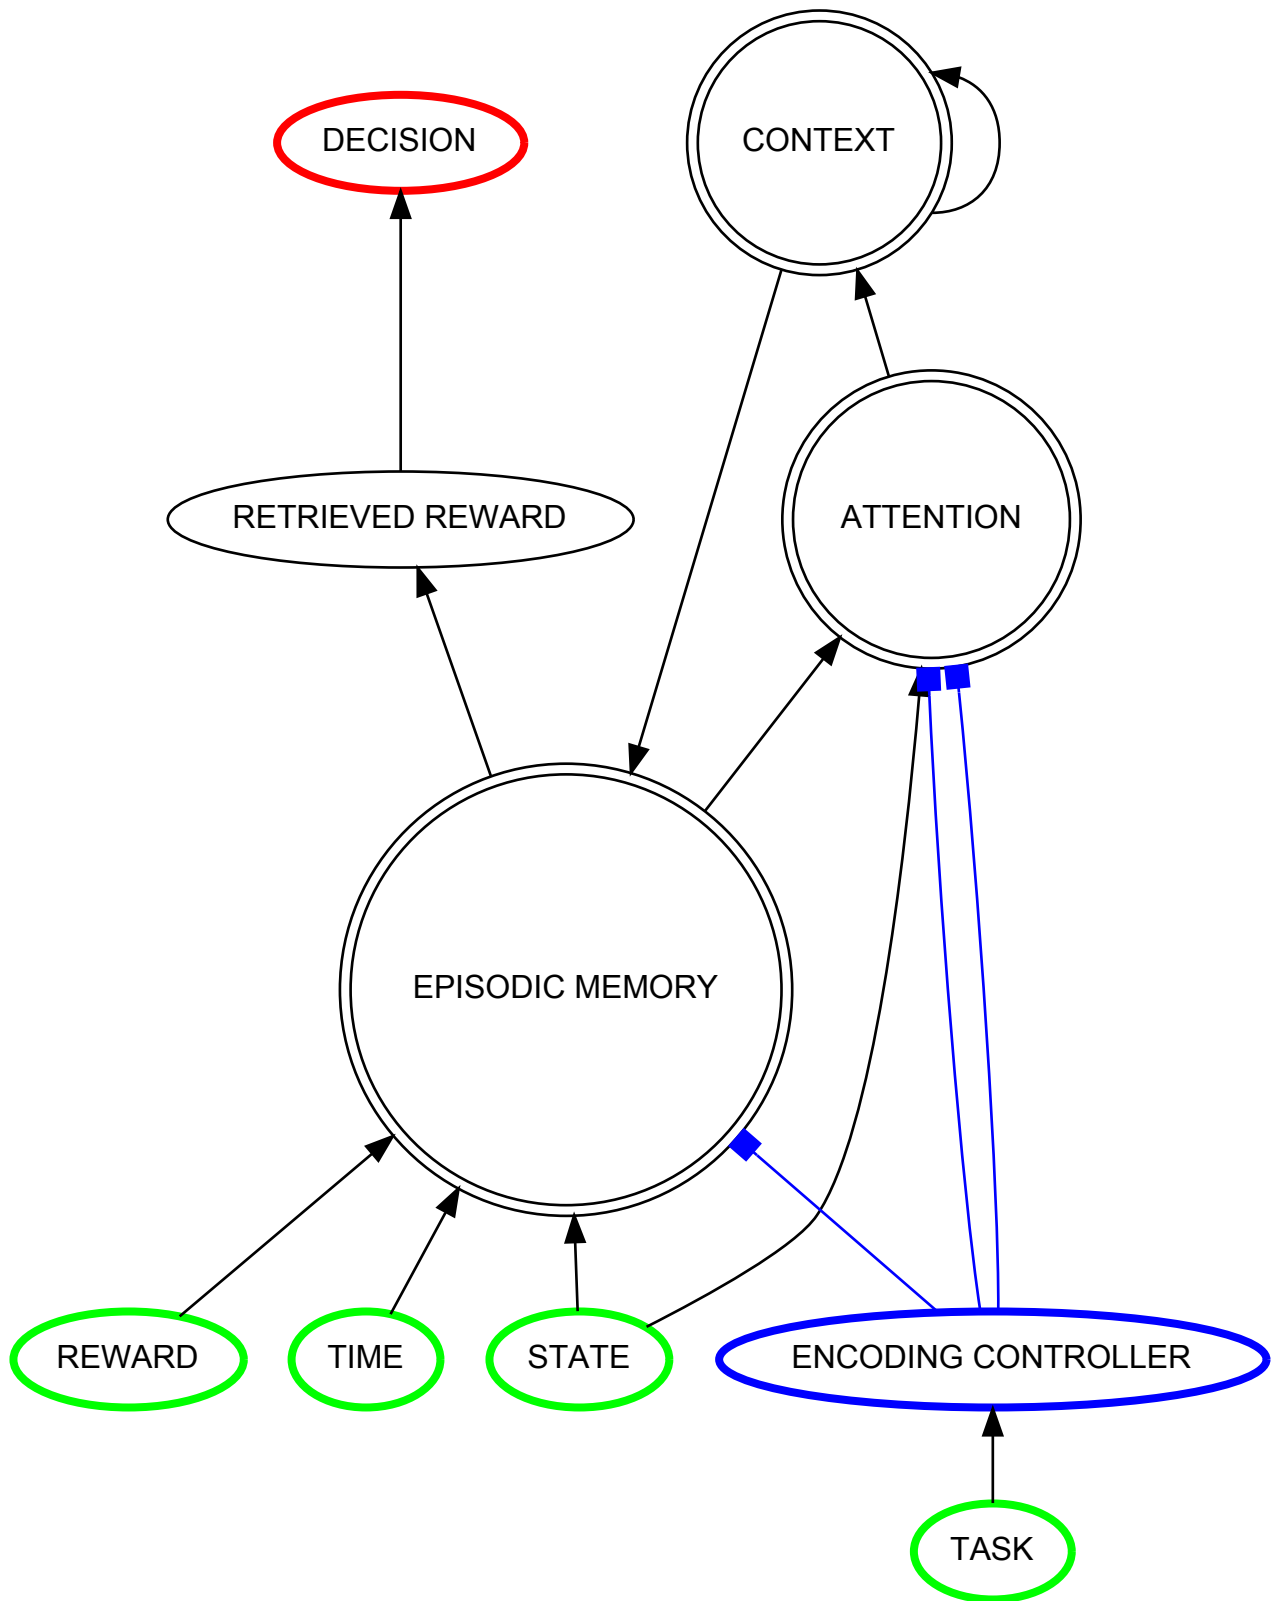 DECISION
CONTEXT
RETRIEVED REWARD
ATTENTION
EPISODIC MEMORY
REWARD
TIME
STATE
ENCODING CONTROLLER
TASK